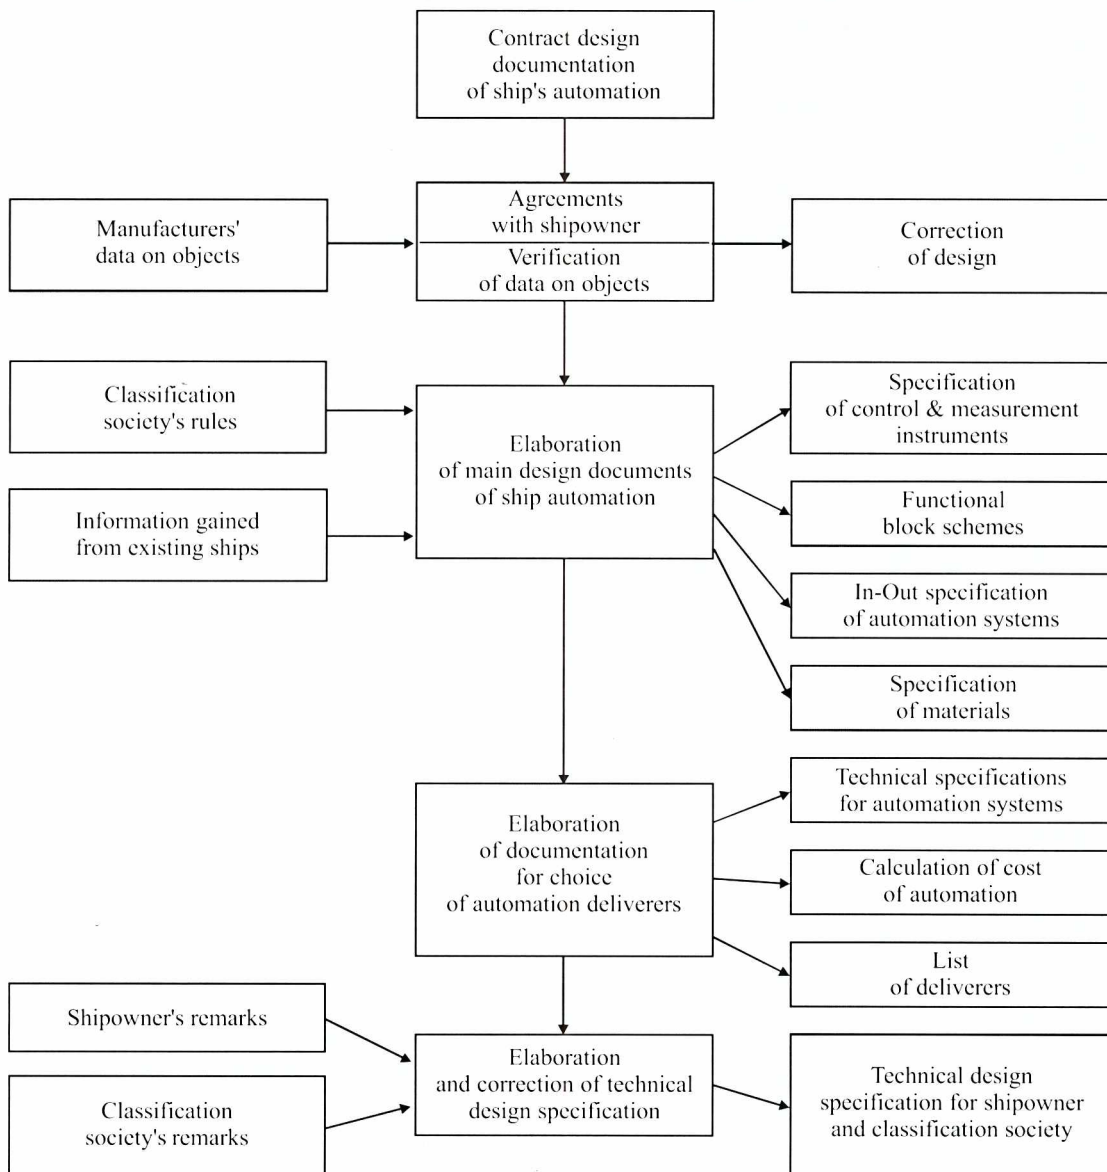 Contract design
documentation
of ship's automation
Manufacturers'
data on objects
Agreements
with shipowner
Verification
of data on objects
Correction
of design
Classification
society's rules
Information gained
from existing ships
Elaboration
of main design documents
of ship automation
Specification
of control & measurement
instruments
Functional
block schemes
In-Out specification
of automation systems
Specification
of materials
Elaboration
of documentation
for choice
of automation deliverers
Technical specifications
for automation systems
Calculation of cost
of automation
List
of deliverers
Shipowner's remarks
Classification
society's remarks
Elaboration
and correction of technical
design specification
Technical design
specification for shipowner
and classification society